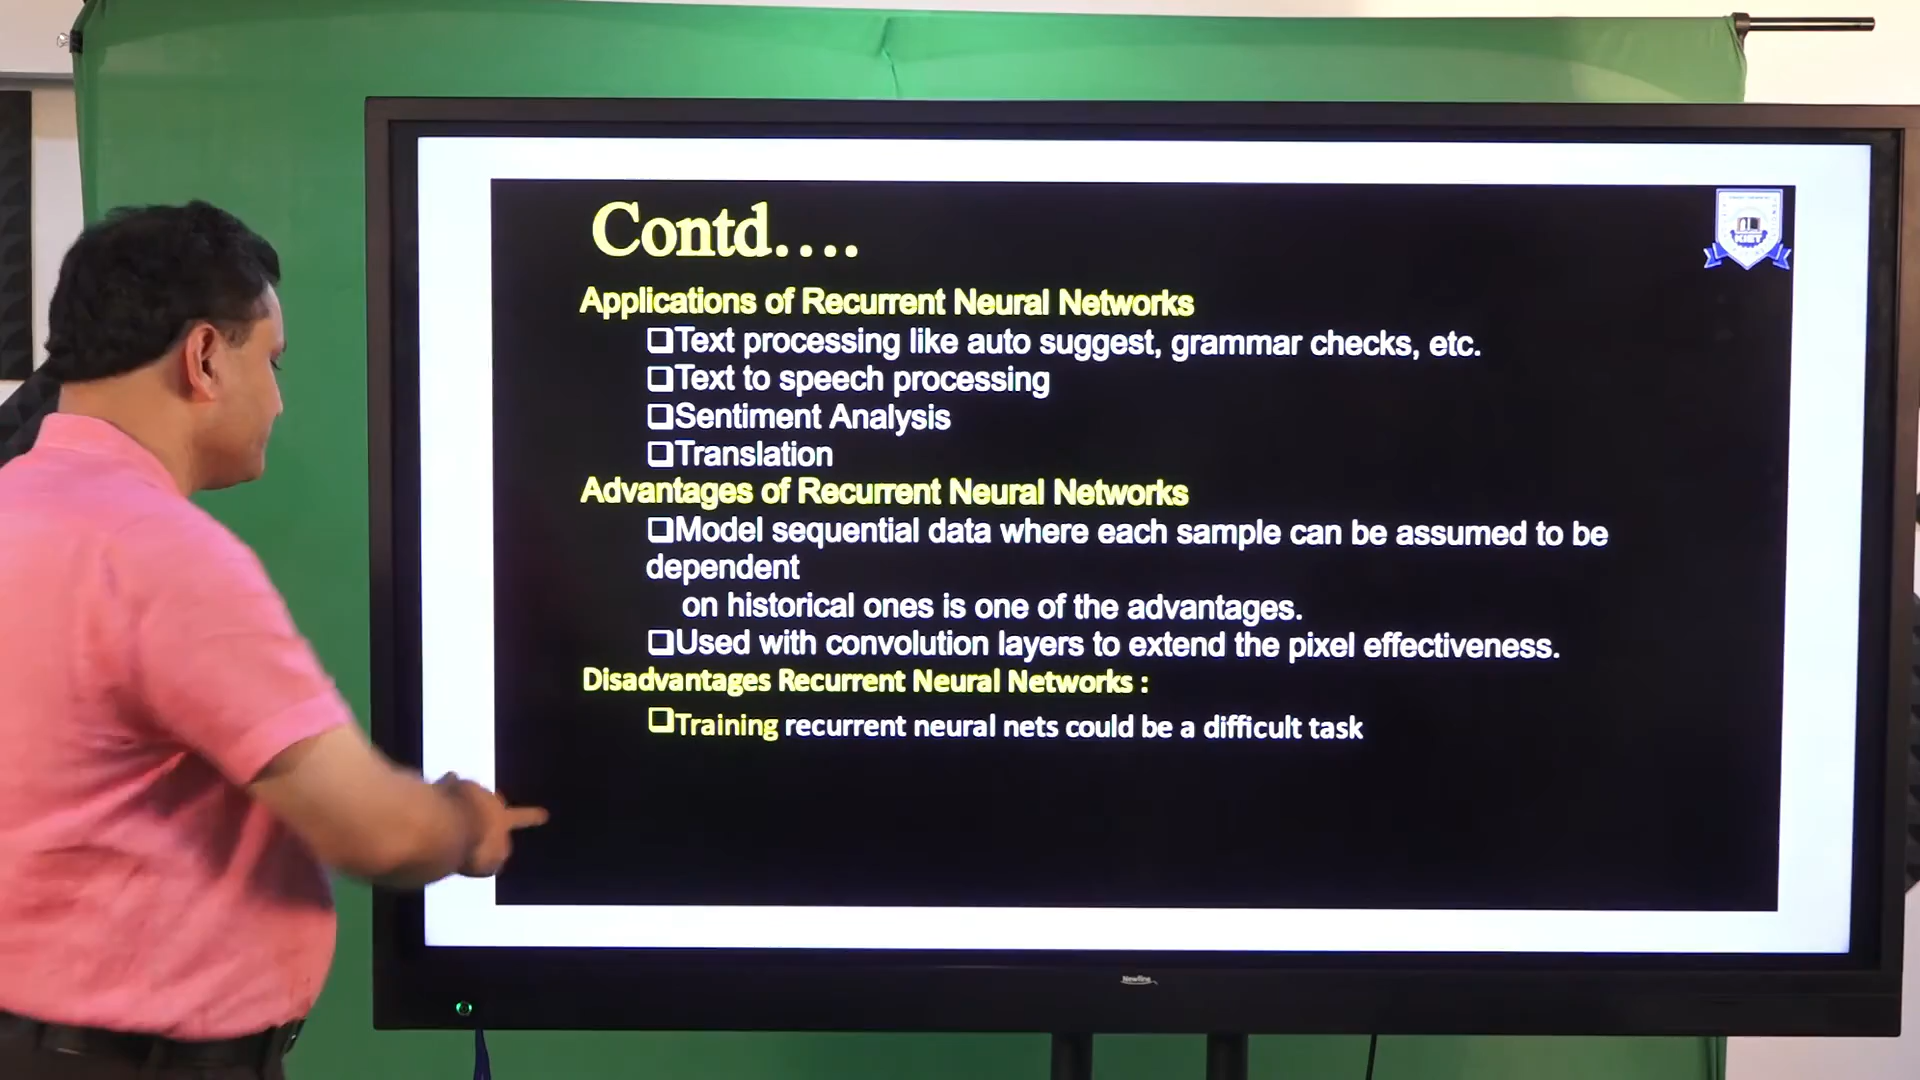 Contd....
Applications of Recurrent Neural Networks
❑Text processing like auto suggest, grammar checks, etc.
❑Text to speech processing
❑Sentiment Analysis
❑Translation
Advantages of Recurrent Neural Networks
❑Model sequential data where each sample can be assumed to be
dependent
on historical ones is one of the advantages.
❑Used with convolution layers to extend the pixel effectiveness.
Disadvantages Recurrent Neural Networks :
❑Training recurrent neural nets could be a difficult task
KIET
Newline